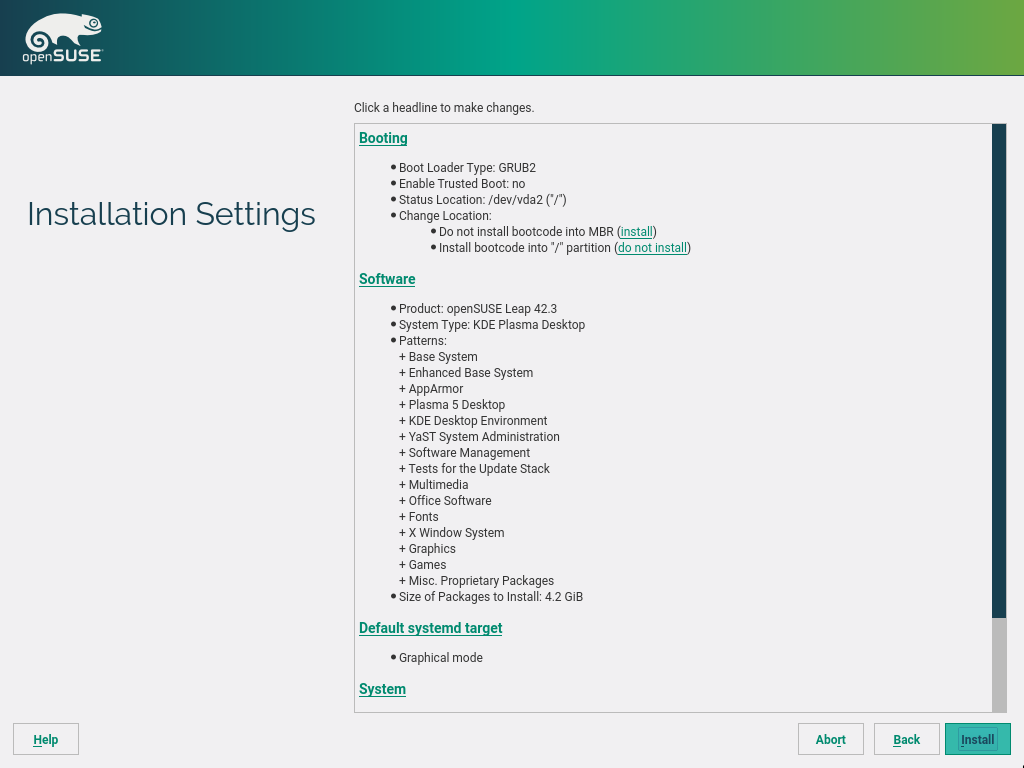 openSUSE
Click a headline to make changes.
Installation Settings
Booting
Boot Loader Type: GRUB2
Enable Trusted Boot: no
Status Location: /dev/vda2 ("/")
Change Location:
Do not install bootcode into MBR (install)
Install bootcode into "/" partition (do not install)
Software
Product: openSUSE Leap 42.3
System Type: KDE Plasma Desktop
Patterns:
+ Base System
+ Enhanced Base System
+ AppArmor
+ Plasma 5 Desktop
+ KDE Desktop Environment
+ YaST System Administration
+ Software Management
+ Tests for the Update Stack
+ Multimedia
+ Office Software
+ Fonts
+ X Window System
+ Graphics
+ Games
+ Misc. Proprietary Packages
Size of Packages to Install: 4.2 GiB
Default systemd target
Graphical mode
System
Help
Abort
Back
Install